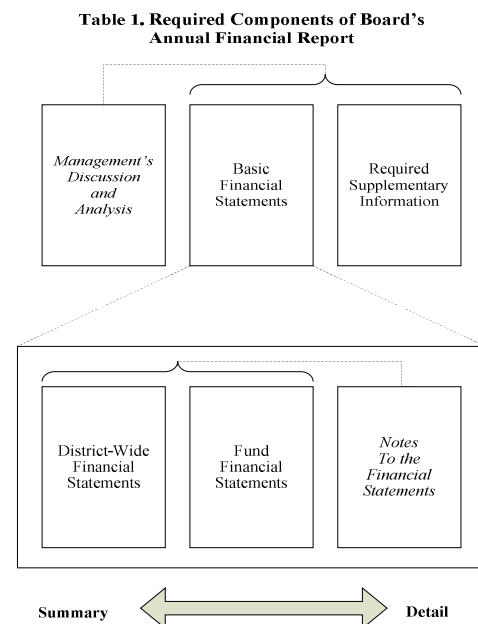 Table 1. Required Components of Board's
Annual Financial Report
Management's
Discussion
and
Analysis
Basic
Financial
Statements
Required
Supplementary
Information
District-Wide
Financial
Statements
Fund
Financial
Statements
Notes
To the
Financial
Statements
Summary
Detail